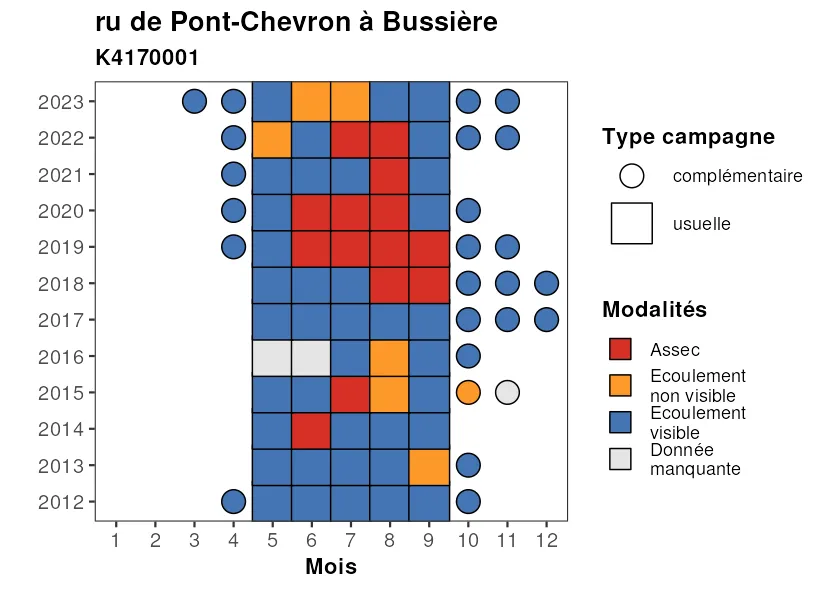 ru de Pont-Chevron à Bussière
K4170001
2023
2022
2021
2020
2019
2018
2017
2016
2015
2014
2013
2012
1 2 3 4 5 6 7 8 9 10 11 12
Mois
Type campagne
complémentaire
usuelle
Modalités
Assec
Ecoulement
non visible
Ecoulement
visible
Donnée
manquante